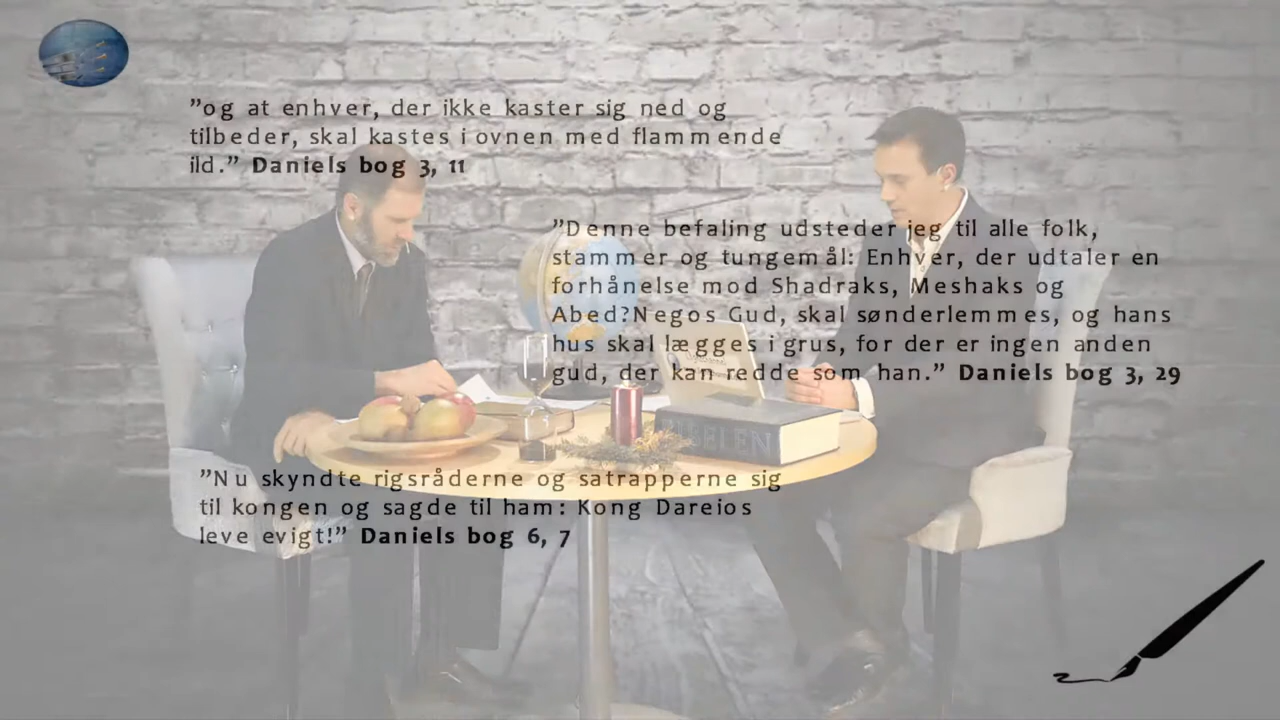 ”og at enhver, der ikke kaster sig ned og
tilbeder, skal kastes i ovnen med flammende
ild.” Daniels bog 3, 11
”Denne befaling udsteder jeg til alle folk,
stammer og tungemål: Enhver, der udtaler en
forhånelse mod Shadraks, Meshaks og
Abed?Negos Gud, skal sønderlemmes, og hans
hus skal lægges i grus, for der er ingen anden
gud, der kan redde som han.” Daniels bog 3, 29
BIBELEN
”Nu skyndte rigsråderne og satrapperne sig
til kongen og sagde til ham: Kong Dareios
leve evigt!” Daniels bog 6, 7